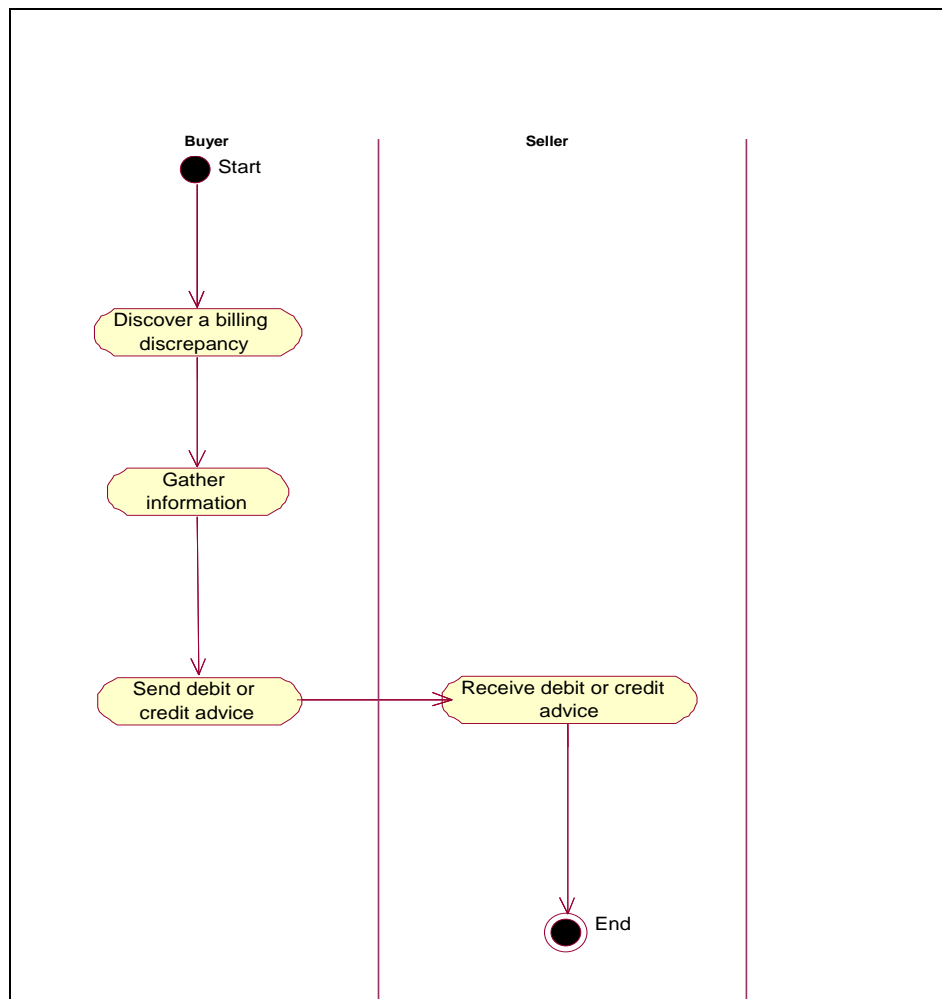 Buyer
Seller
Start
Discover a billing
discrepancy
Gather
information
Send debit or
credit advice
Receive debit or credit
advice
End